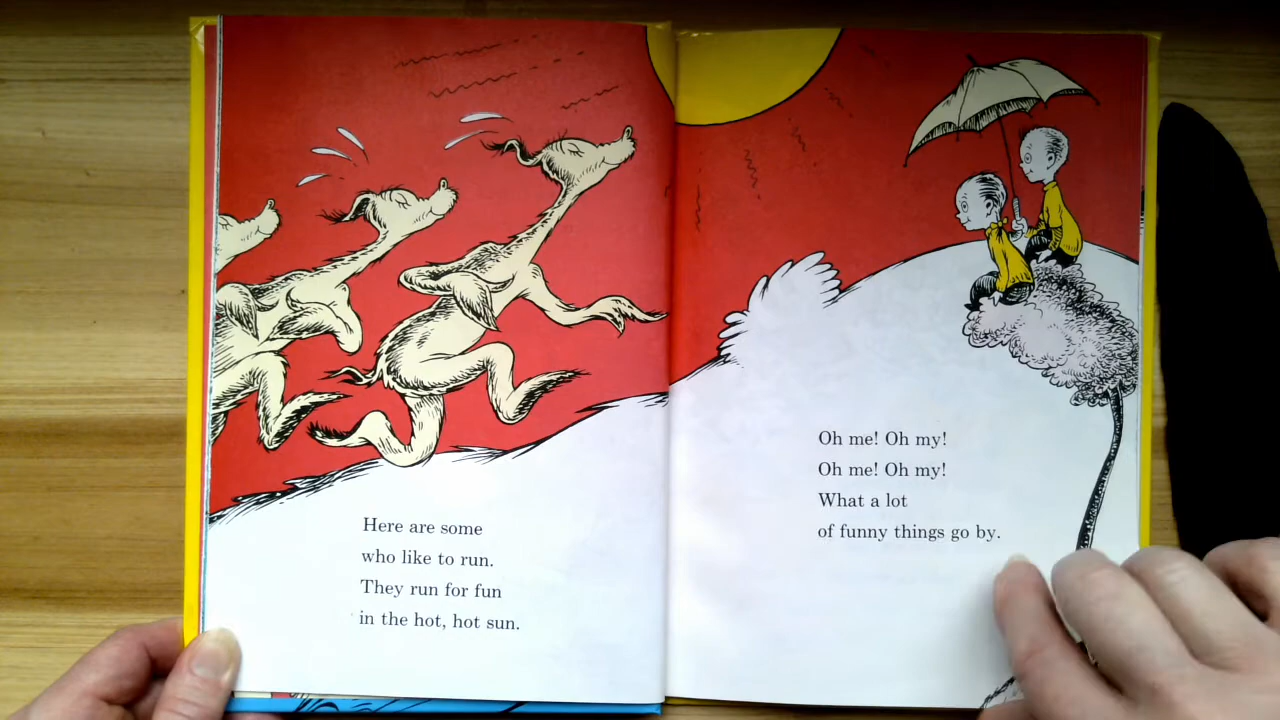 Here are some
who like to run.
They run for fun
in the hot, hot sun.
Oh me! Oh my!
Oh me! Oh my!
What a lot
of funny things go by.